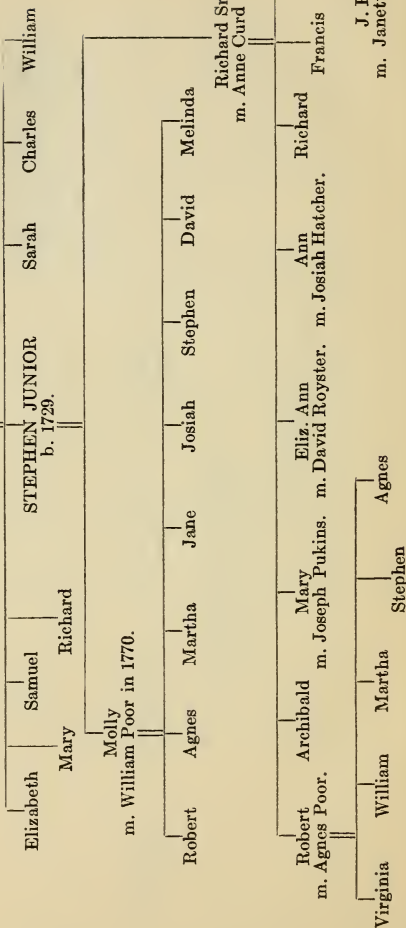 Elizabeth
Mary
Samuel
Richard
STEPHEN JUNIOR
b. 1729.
Sarah
Charles
William
Molly
m. William Poor in 1770.
Richard
m. Anne Curd
Robert
Agnes
Martha
Jane
Josiah
Stephen
David
Melinda
Robert
m. Agnes Poor.
Archibald
Mary
m. Joseph Pukins.
Eliz. Ann
m. David Royster.
Ann
m. Josiah Hatcher.
Richard
Francis
J.
m.
Virginia
William
Martha
Stephen
Agnes